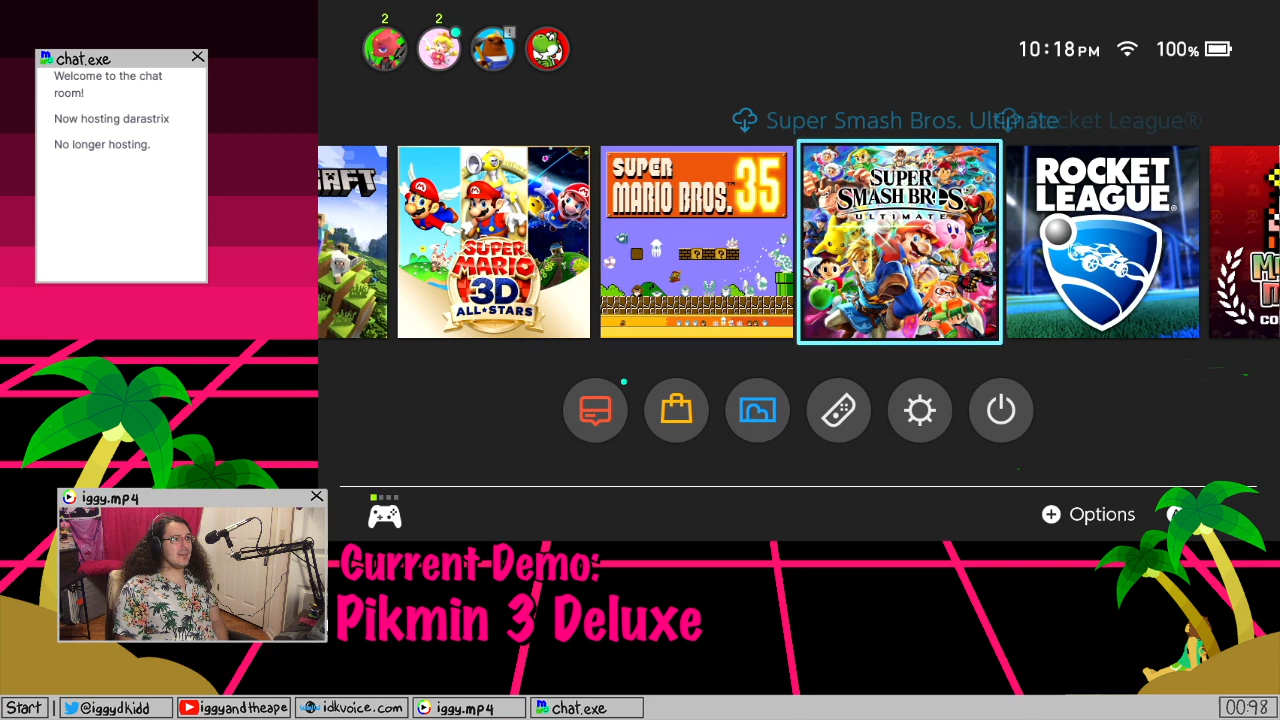 2
2
10:18 PM
100%
chat.exe
Welcome to the chat
room!
Now hosting darastrix
No longer hosting.
Super Smash Bros. Ultimate
Rocket League®
RAFT
SUPER
MARIO
3D
ALL★STARS
SUPER
MARIO BROS.™ 35
SUPER
SMASH BROS.
ULTIMATE
ROCKET
LEAGUE®
Options
iggy.mp4
Current Demo:
Pikmin 3 Deluxe
Start
@iggydkidd
iggyandtheape
idkvoice.com
iggy.mp4
chat.exe
00:98